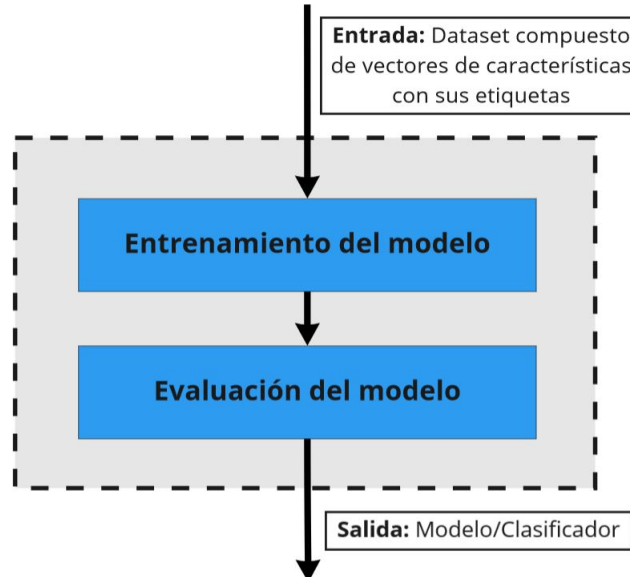 Entrada: Dataset compuesto
de vectores de características
con sus etiquetas
Entrenamiento del modelo
Evaluación del modelo
Salida: Modelo/Clasificador